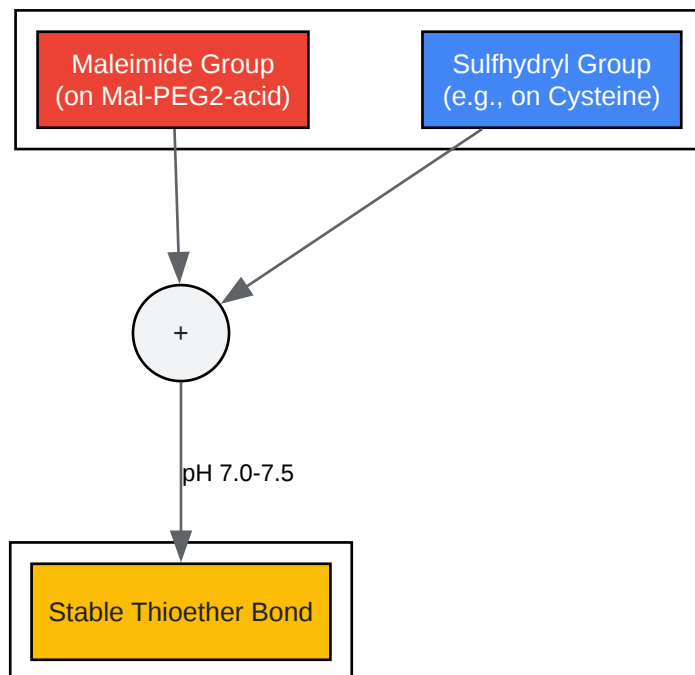 Maleimide Group
(on Mal-PEG2-acid)
Sulfhydryl Group
(e.g., on Cysteine)
+
pH 7.0-7.5
Stable Thioether Bond